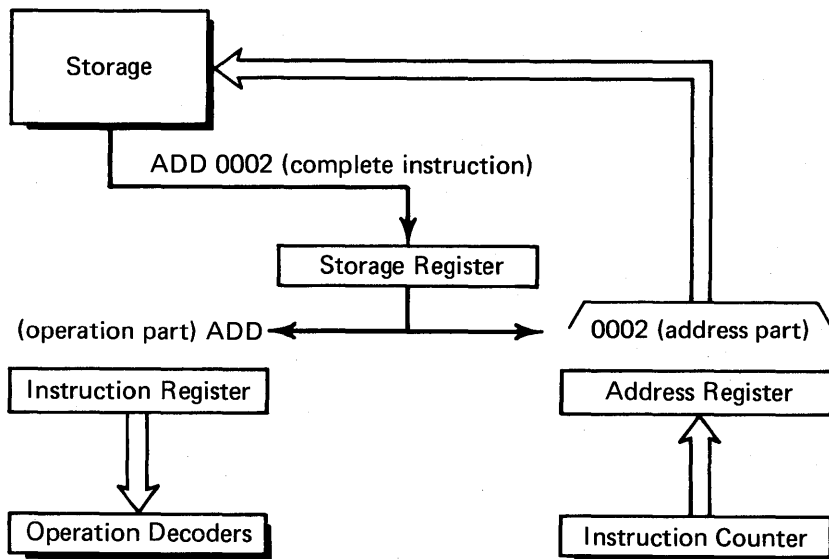 Storage
ADD 0002 (complete instruction)
Storage Register
(operation part) ADD
0002 (address part)
Instruction Register
Address Register
Operation Decoders
Instruction Counter